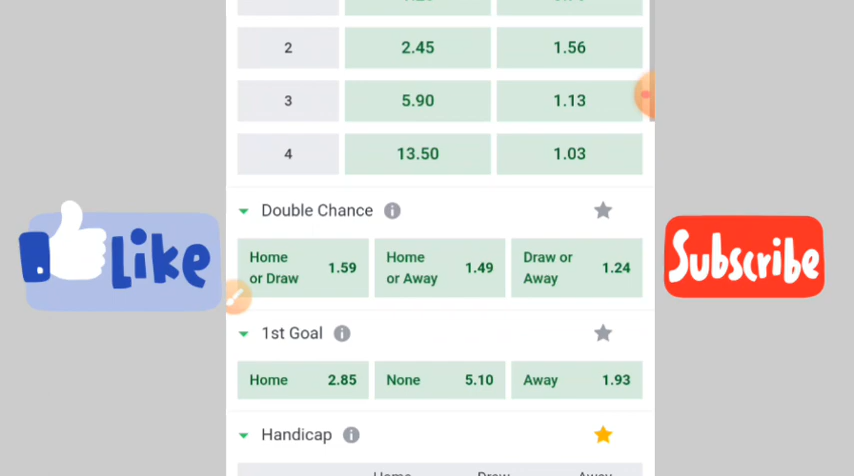 2 2.45 1.56
3 5.90 1.13
4 13.50 1.03
Double Chance
Home
or Draw 1.59
Home
or Away 1.49
Draw or
Away 1.24
1st Goal
Home 2.85 None 5.10 Away 1.93
Handicap
Like
Subscribe